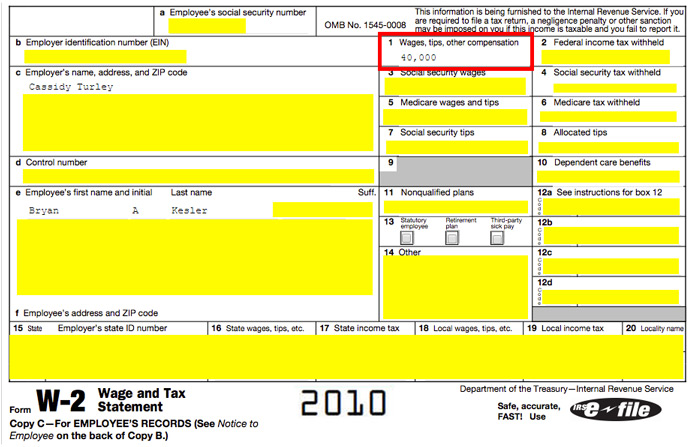 a Employee's social security number
OMB No. 1545-0008
This information is being furnished to the Internal Revenue Service. If you
are required to file a tax return, a negligence penalty or other sanction
may be imposed on you if this income is taxable and you fail to report it.
b Employer identification number (EIN)
1 Wages, tips, other compensation
40,000
2 Federal income tax withheld
c Employer's name, address, and ZIP code
Cassidy Turley
3 Social security wages
4 Social security tax withheld
5 Medicare wages and tips
6 Medicare tax withheld
7 Social security tips
8 Allocated tips
d Control number
9
10 Dependent care benefits
e Employee's first name and initial Last name Suff.
Bryan A Kesler
11 Nonqualified plans
12a See instructions for box 12
Code
13 Statutory employee Retirement plan Third-party sick pay
12b
Code
14 Other
12c
Code
12d
Code
f Employee's address and ZIP code
15 State Employer's state ID number 16 State wages, tips, etc. 17 State income tax 18 Local wages, tips, etc. 19 Local income tax 20 Locality name
Form W-2 Wage and Tax Statement
2010
Department of the Treasury—Internal Revenue Service
Safe, accurate,
FAST! Use
IRS e-file
Copy C—For EMPLOYEE'S RECORDS (See Notice to
Employee on the back of Copy B.)